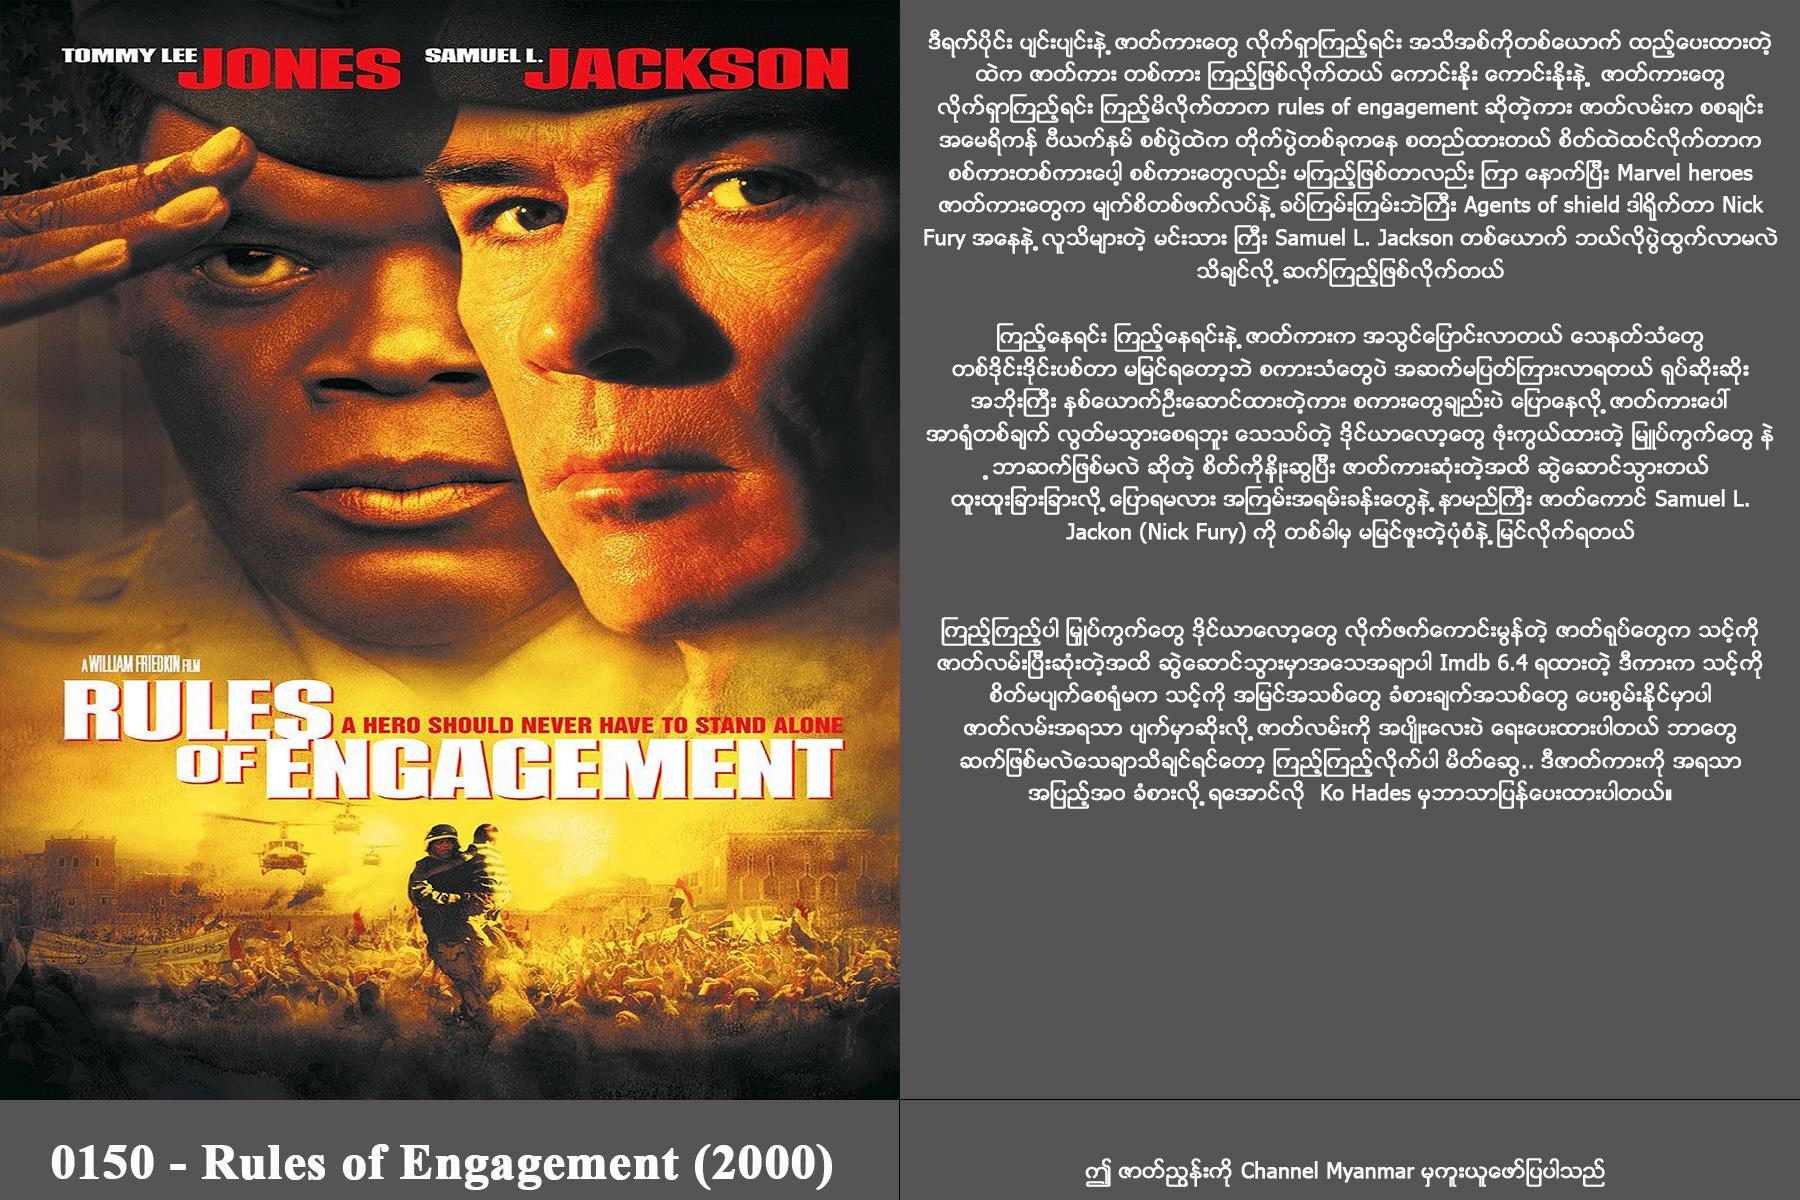 TOMMY LEE JONES SAMUEL L. JACKSON
A WILLIAM FRIEDKIN FILM
RULES
A HERO SHOULD NEVER HAVE TO STAND ALONE
OF ENGAGEMENT
0150 - Rules of Engagement (2000)
ဒီရက်ပိုင်း ပျင်းပျင်းနဲ့ ဇာတ်ကားတွေ လိုက်ရှာကြည့်ရင်း အသိအစ်ကိုတစ်ယောက် ထည့်ပေးထားတဲ့
ထဲက ဇာတ်ကား တစ်ကား ကြည့်ဖြစ်လိုက်တယ် ကောင်းနိုး ကောင်းနိုးနဲ့ ဇာတ်ကားတွေ
လိုက်ရှာကြည့်ရင်း ကြည့်မိလိုက်တာက rules of engagement ဆိုတဲ့ကား ဇာတ်လမ်းက စစချင်း
အမေရိကန် ဗီယက်နမ် စစ်ပွဲထဲက တိုက်ပွဲတစ်ခုကနေ စတည်ထားတယ် စိတ်ထဲထင်လိုက်တာက
စစ်ကားတစ်ကားပေါ့ စစ်ကားတွေလည်း မကြည့်ဖြစ်တာလည်း ကြာ နောက်ပြီး Marvel heroes
ဇာတ်ကားတွေက မျက်စိတစ်ဖက်လပ်နဲ့ ခပ်ကြမ်းကြမ်းဘဲကြီး Agents of shield ဒါရိုက်တာ Nick
Fury အနေနဲ့ လူသိများတဲ့ မင်းသား ကြီး Samuel L. Jackson တစ်ယောက် ဘယ်လိုပွဲထွက်လာမလဲ
သိချင်လို့ ဆက်ကြည့်ဖြစ်လိုက်တယ်
ကြည့်နေရင်း ကြည့်နေရင်းနဲ့ ဇာတ်ကားက အသွင်ပြောင်းလာတယ် သေနတ်သံတွေ
တစ်ဒိုင်းဒိုင်းပစ်တာ မမြင်ရတော့ဘဲ စကားသံတွေပဲ အဆက်မပြတ်ကြားလာရတယ် ရုပ်ဆိုးဆိုး
အဘိုးကြီး နှစ်ယောက်ဦးဆောင်ထားတဲ့ကား စကားတွေချည်းပဲ ပြောနေလို့ ဇာတ်ကားပေါ်
အာရုံတစ်ချက် လွတ်မသွားစေရဘူး သေသပ်တဲ့ ဒိုင်ယာလော့တွေ ဖုံးကွယ်ထားတဲ့ မြှုပ်ကွက်တွေ နဲ
့ ဘာဆက်ဖြစ်မလဲ ဆိုတဲ့ စိတ်ကိုနှိုးဆွပြီး ဇာတ်ကားဆုံးတဲ့အထိ ဆွဲဆောင်သွားတယ်
ထူးထူးခြားခြားလို့ ပြောရမလား အကြမ်းအရမ်းခန်းတွေနဲ့ နာမည်ကြီး ဇာတ်ကောင် Samuel L.
Jackon (Nick Fury) ကို တစ်ခါမှ မမြင်ဖူးတဲ့ပုံစံနဲ့ မြင်လိုက်ရတယ်
ကြည့်ကြည့်ပါ မြှုပ်ကွက်တွေ ဒိုင်ယာလော့တွေ လိုက်ဖက်ကောင်းမွန်တဲ့ ဇာတ်ရုပ်တွေက သင့်ကို
ဇာတ်လမ်းပြီးဆုံးတဲ့အထိ ဆွဲဆောင်သွားမှာအသေအချာပါ Imdb 6.4 ရထားတဲ့ ဒီကားက သင့်ကို
စိတ်မပျက်စေရုံမက သင့်ကို အမြင်အသစ်တွေ ခံစားချက်အသစ်တွေ ပေးစွမ်းနိုင်မှာပါ
ဇာတ်လမ်းအရသာ ပျက်မှာဆိုးလို့ ဇာတ်လမ်းကို အပျိုးလေးပဲ ရေးပေးထားပါတယ် ဘာတွေ
ဆက်ဖြစ်မလဲသေချာသိချင်ရင်တော့ ကြည့်ကြည့်လိုက်ပါ မိတ်ဆွေ.. ဒီဇာတ်ကားကို အရသာ
အပြည့်အဝ ခံစားလို့ ရအောင်လို Ko Hades မှဘာသာပြန်ပေးထားပါတယ်။
ဤ ဇာတ်ညွှန်းကို Channel Myanmar မှကူးယူဖော်ပြပါသည်